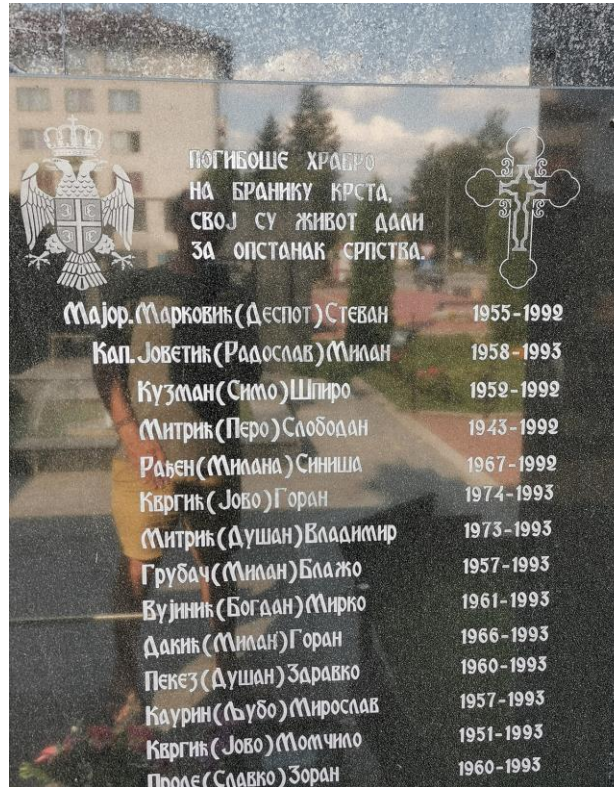 ПОГИБОШЕ ХРАБРО
НА БРАНИКУ КРСТА,
СВОЈ СУ ЖИВОТ ДАЛИ
ЗА ОПСТАНАК СРПСТВА.
Мајор.Марковић(Деспот)Стеван 1955-1992
Кап.Јоветић(Радослав)Милан 1958-1993
Кузман(Симо)Шпиро 1952-1992
Митрић(Перо)Слободан 1943-1992
Рађен(Милана)Синиша 1967-1992
Квргић(Јово)Горан 1974-1993
Митрић(Душан)Владимир 1973-1993
Грубач(Милан)Блажо 1957-1993
Вујинић(Богдан)Мирко 1961-1993
Дакић(Милан)Горан 1966-1993
Пекез(Душан)Здравко 1960-1993
Каурин(Љубо)Мирослав 1957-1993
Квргић(Јово)Момчило 1951-1993
Проле(Славко)Зоран 1960-1993